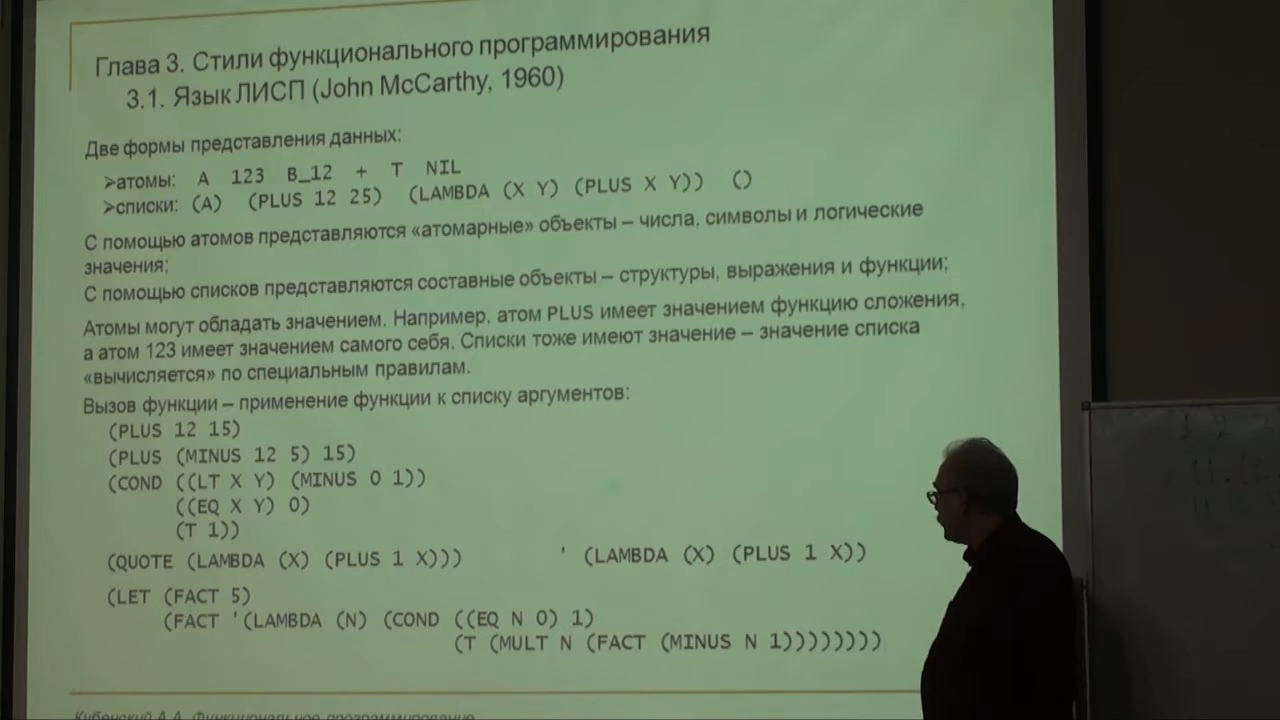 Глава 3. Стили функционального программирования
3.1. Язык ЛИСП (John McCarthy, 1960)
Две формы представления данных:
➢атомы: A 123 B_12 + T NIL
➢списки: (A) (PLUS 12 25) (LAMBDA (X Y) (PLUS X Y)) ()
С помощью атомов представляются «атомарные» объекты – числа, символы и логические
значения;
С помощью списков представляются составные объекты – структуры, выражения и функции;
Атомы могут обладать значением. Например, атом PLUS имеет значением функцию сложения,
а атом 123 имеет значением самого себя. Списки тоже имеют значение – значение списка
«вычисляется» по специальным правилам.
Вызов функции – применение функции к списку аргументов:
(PLUS 12 15)
(PLUS (MINUS 12 5) 15)
(COND ((LT X Y) (MINUS 0 1))
((EQ X Y) 0)
(T 1))
(QUOTE (LAMBDA (X) (PLUS 1 X))) ' (LAMBDA (X) (PLUS 1 X))
(LET (FACT 5)
(FACT '(LAMBDA (N) (COND ((EQ N 0) 1)
(T (MULT N (FACT (MINUS N 1))))))))
Кубенский А.А. Функциональное программирование